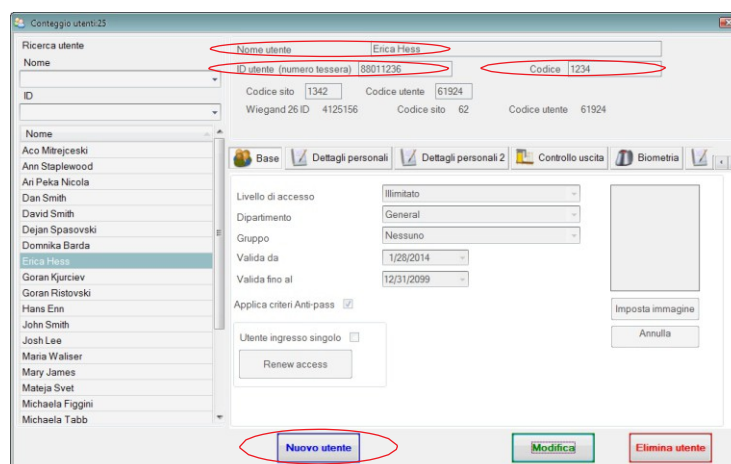 Conteggio utenti:25
Ricerca utente
Nome
ID
Nome
Aco Mitrejceski
Ann Staplewood
Ari Peka Nicola
Dan Smith
David Smith
Dejan Spasovski
Domnika Barda
Erica Hess
Goran Kjurciev
Goran Ristovski
Hans Enn
John Smith
Josh Lee
Maria Waliser
Mary James
Mateja Svet
Michaela Figgini
Michaela Tabb
Nome utente Erica Hess
ID utente (numero tessera) 88011236 Codice 1234
Codice sito 1342 Codice utente 61924
Wiegand 26 ID 4125156 Codice sito 62 Codice utente 61924
Base Dettagli personali Dettagli personali 2 Controllo uscita Biometria
Livello di accesso Illimitato
Dipartimento General
Gruppo Nessuno
Valida da 1/28/2014
Valida fino al 12/31/2099
Applica criteri Anti-pass
Utente ingresso singolo
Renew access
Imposta immagine
Annulla
Nuovo utente Modifica Elimina utente